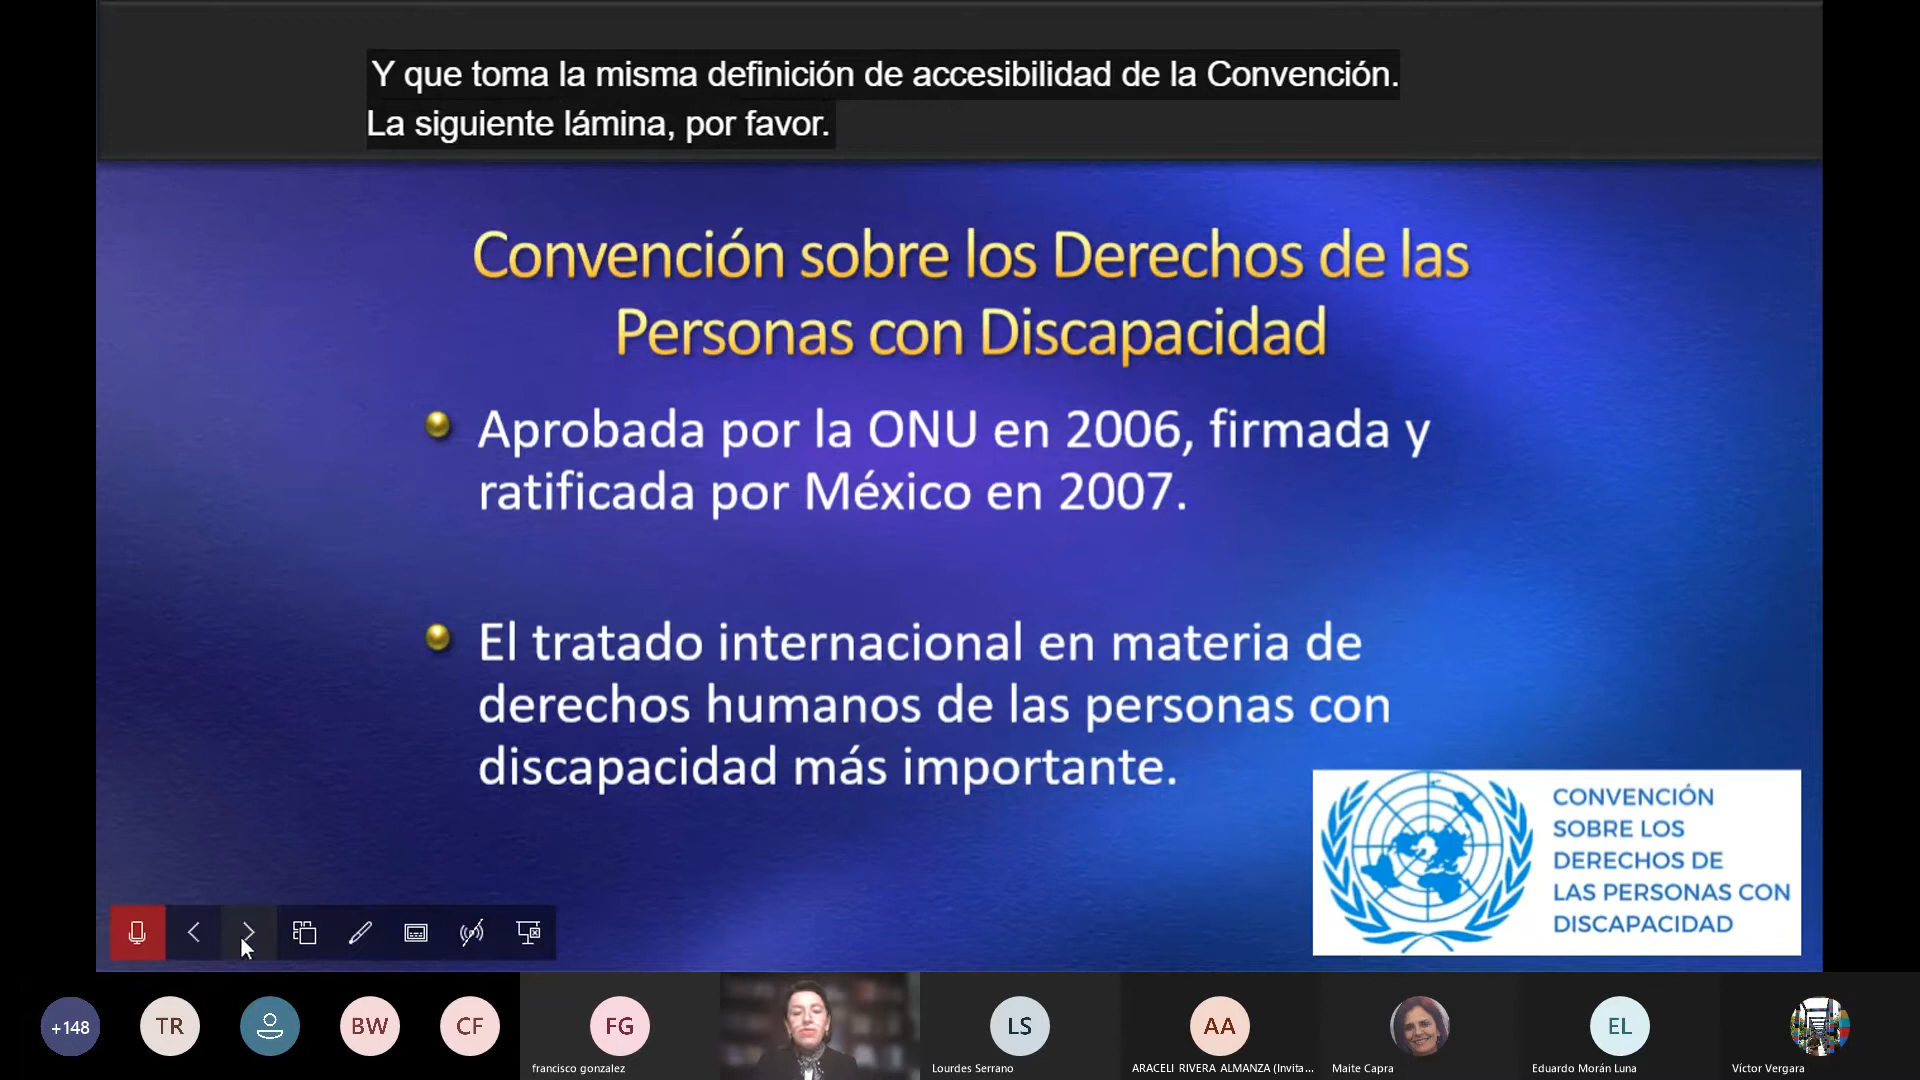 Y que toma la misma definición de accesibilidad de la Convención.
La siguiente lámina, por favor.
Convención sobre los Derechos de las
Personas con Discapacidad
Aprobada por la ONU en 2006, firmada y
ratificada por México en 2007.
El tratado internacional en materia de
derechos humanos de las personas con
discapacidad más importante.
CONVENCIÓN
SOBRE LOS
DERECHOS DE
LAS PERSONAS CON
DISCAPACIDAD
+148
TR
BW
CF
FG
francisco gonzalez
LS
Lourdes Serrano
AA
ARACELI RIVERA ALMANZA (Invita...
Maite Capra
EL
Eduardo Morán Luna
Víctor Vergara